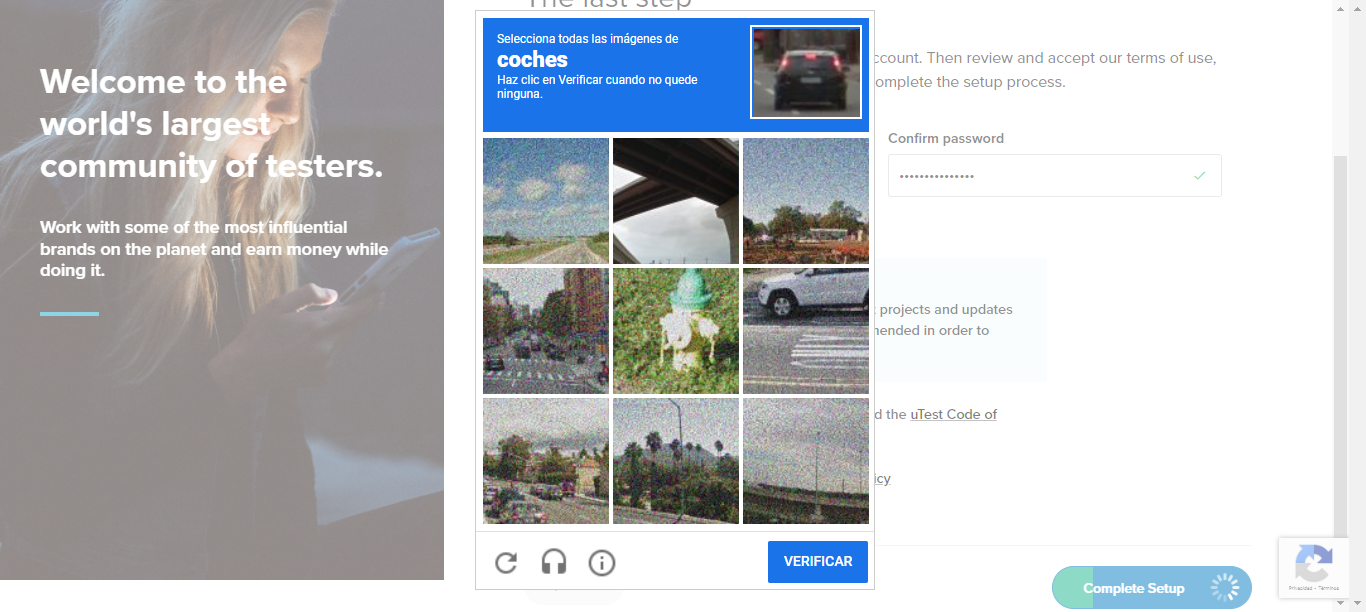 The last step
Welcome to the
world's largest
community of testers.
Work with some of the most influential
brands on the planet and earn money while
doing it.
Selecciona todas las imágenes de
coches
Haz clic en Verificar cuando no quede
ninguna.
VERIFICAR
ccount. Then review and accept our terms of use,
omplete the setup process.
Confirm password
projects and updates
mended in order to
d the uTest Code of
icy
Complete Setup
Privacidad - Términos